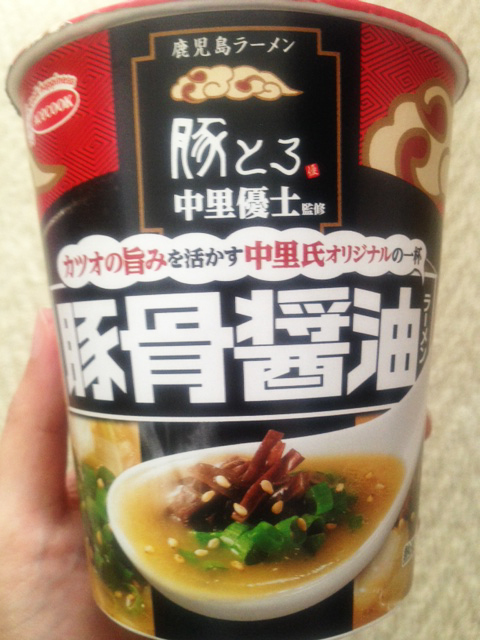 鹿児島ラーメン
ACECOOK
豚とろ
中里優士監修
カツオの旨みを活かす中里氏オリジナルの一杯
豚骨醤油
ラーメン